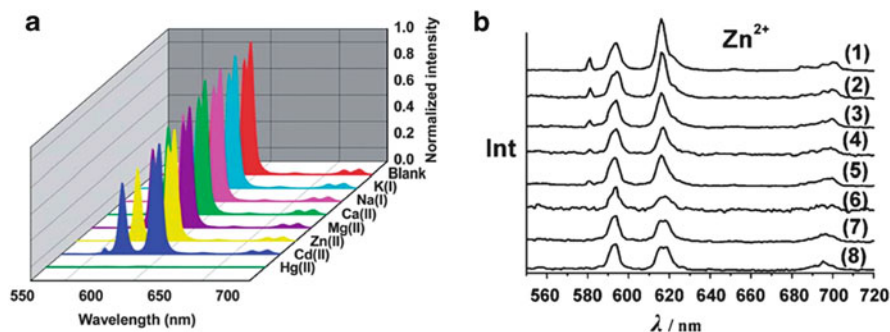 a
1.0
0.8
0.6
0.4
0.2
0.0
Normalized intensity
Blank
K(I)
Na(I)
Ca(II)
Mg(II)
Zn(II)
Cd(II)
Hg(II)
550 600 650 700
Wavelength (nm)
b
Zn²⁺
(1)
(2)
(3)
(4)
(5)
(6)
(7)
(8)
Int
560 580 600 620 640 660 680 700 720
λ / nm